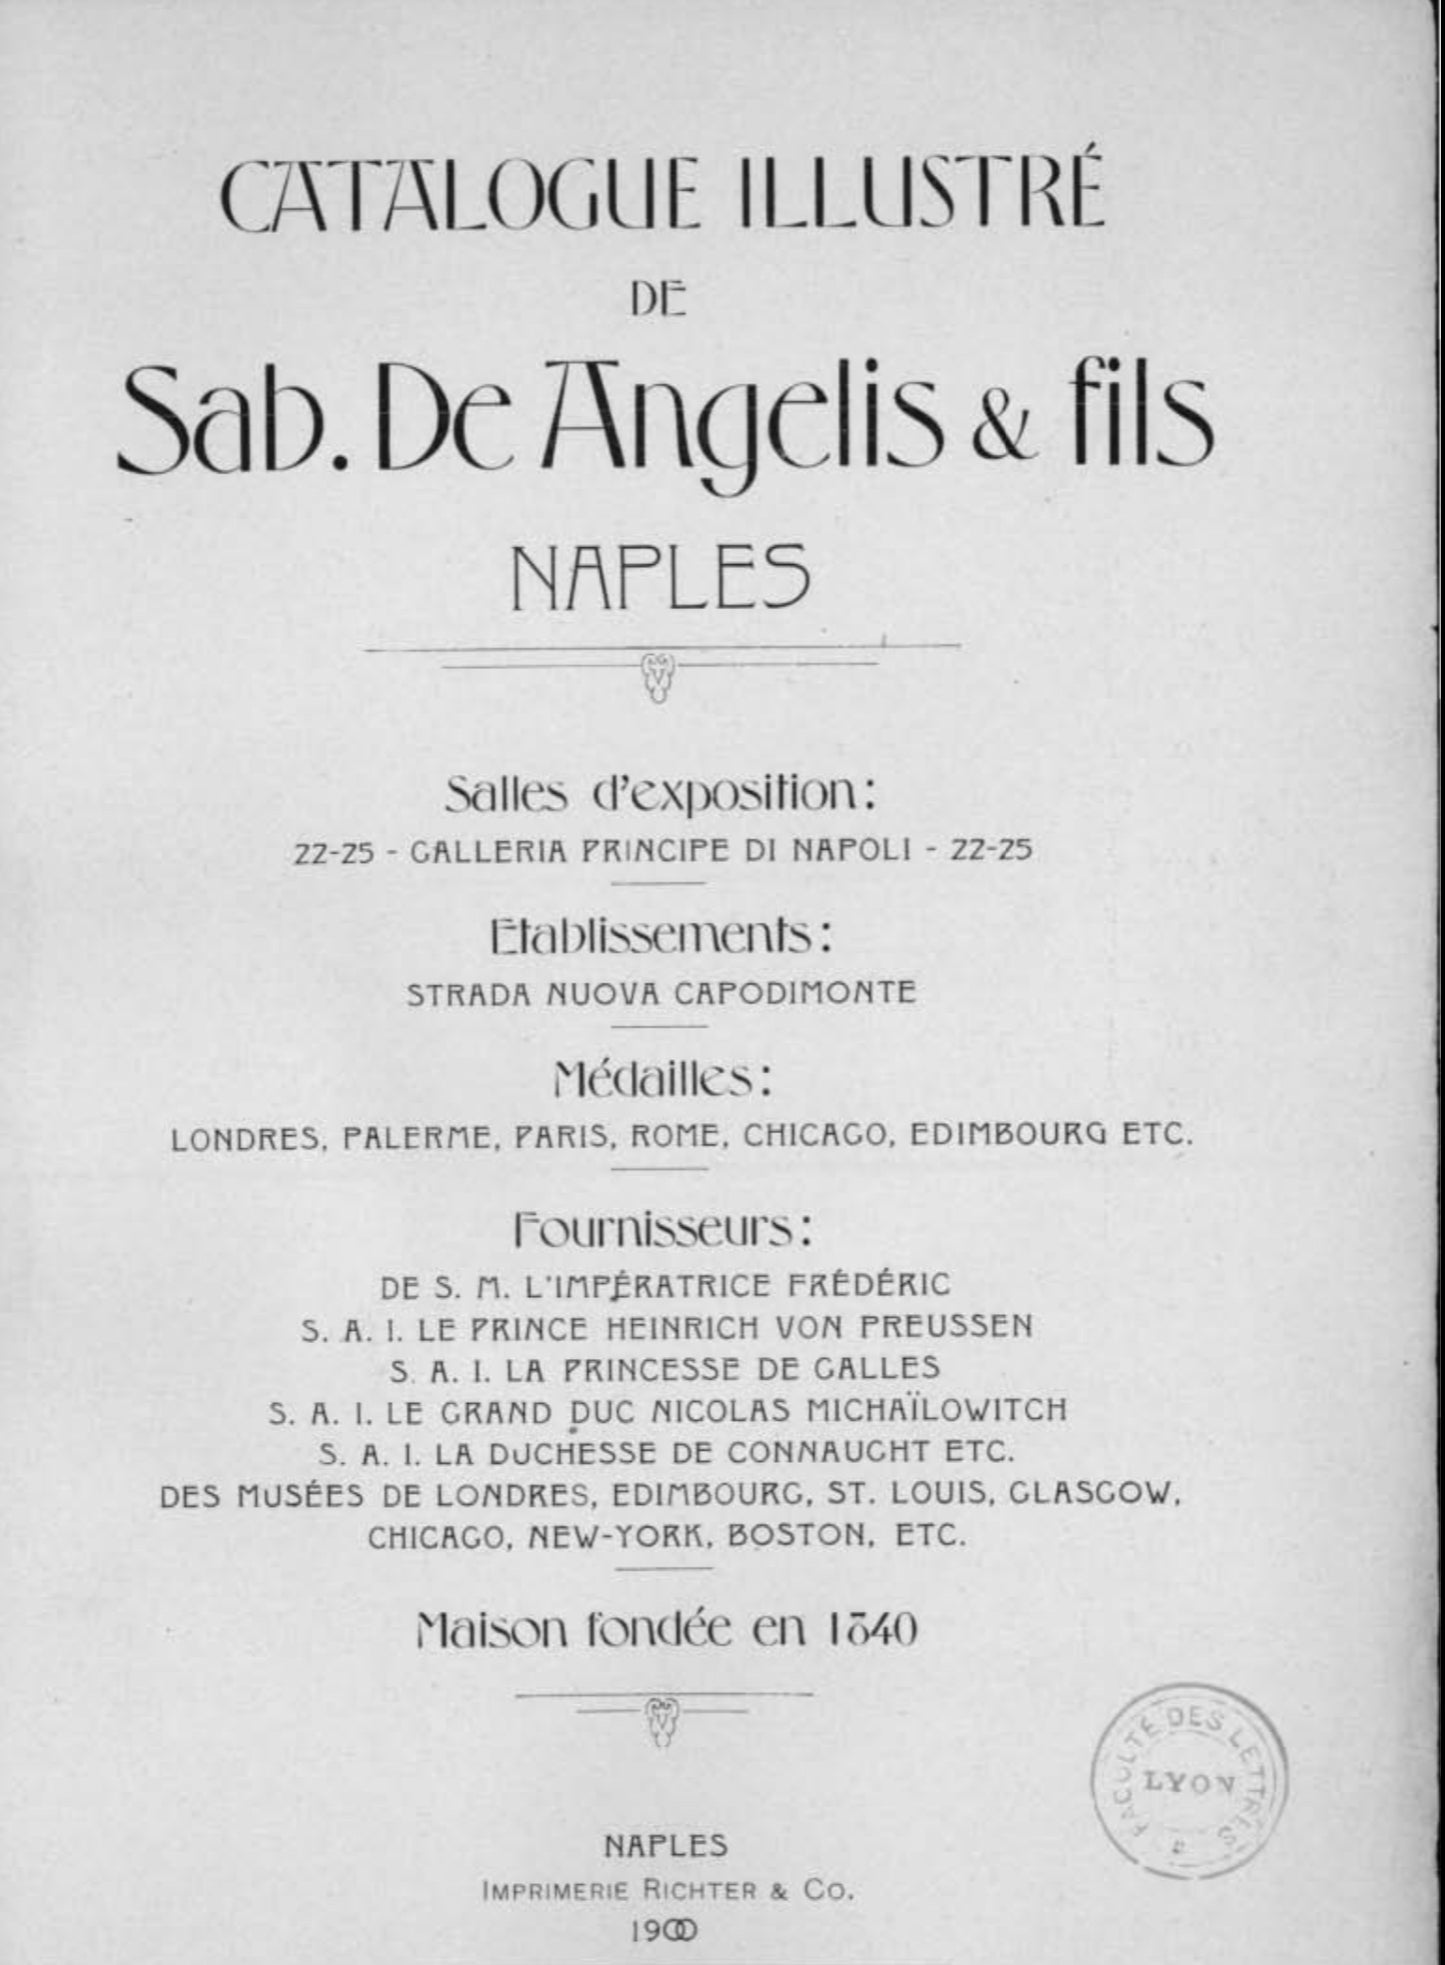 CATALOGUE ILLUSTRÉ
DE
Sab. De Angelis & fils
NAPLES
Salles d'exposition:
22-25 - GALLERIA PRINCIPE DI NAPOLI - 22-25
Etablissements:
STRADA NUOVA CAPODIMONTE
Médailles:
LONDRES, PALERME, PARIS, ROME, CHICAGO, EDIMBOURG ETC.
Fournisseurs:
DE S. M. L'IMPÉRATRICE FRÉDÉRIC
S. A. I. LE PRINCE HEINRICH VON PREUSSEN
S. A. I. LA PRINCESSE DE GALLES
S. A. I. LE GRAND DUC NICOLAS MICHAÏLOWITCH
S. A. I. LA DUCHESSE DE CONNAUGHT ETC.
DES MUSÉES DE LONDRES, EDIMBOURG, ST. LOUIS, GLASGOW,
CHICAGO, NEW-YORK, BOSTON, ETC.
Maison fondée en 1840
FACULTÉ DES LETTRES
LYON
NAPLES
IMPRIMERIE RICHTER & CO.
1900